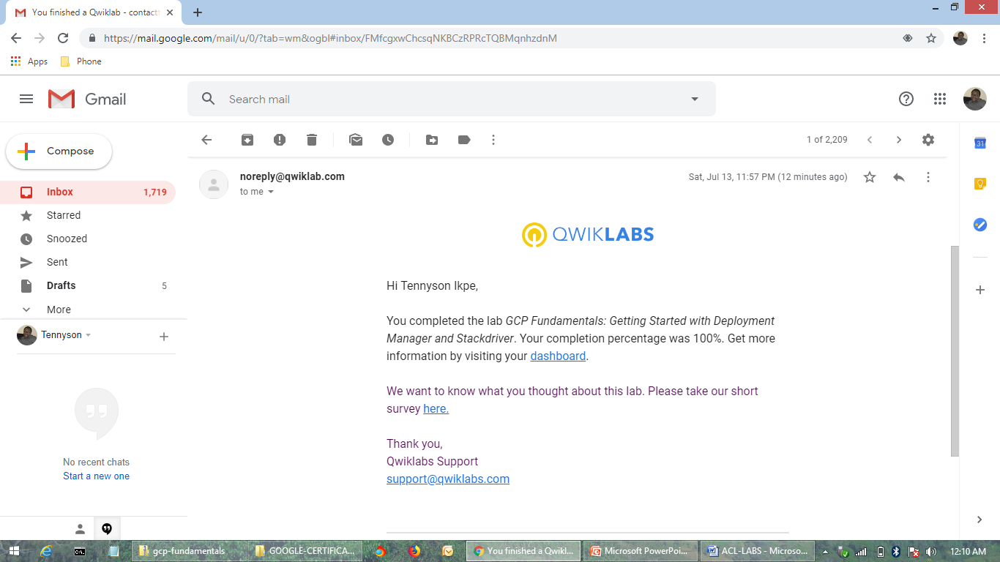 You finished a Qwiklab - contact
https://mail.google.com/mail/u/0/?tab=wm&ogbl#inbox/FMfcgxwChcsqNKBCzRPRcTQBMqnhzdnM
Apps
Phone
Gmail
Search mail
Compose
1 of 2,209
31
Inbox 1,719
Starred
Snoozed
Sent
Drafts 5
More
Tennyson
No recent chats
Start a new one
noreply@qwiklab.com
Sat, Jul 13, 11:57 PM (12 minutes ago)
to me
QWIKLABS
Hi Tennyson Ikpe,
You completed the lab GCP Fundamentals: Getting Started with Deployment
Manager and Stackdriver. Your completion percentage was 100%. Get more
information by visiting your dashboard.
We want to know what you thought about this lab. Please take our short
survey here.
Thank you,
Qwiklabs Support
support@qwiklabs.com
gcp-fundamentals
GOOGLE-CERTIFICA...
You finished a Qwikl...
Microsoft PowerPoi...
ACL-LABS - Microso...
12:10 AM